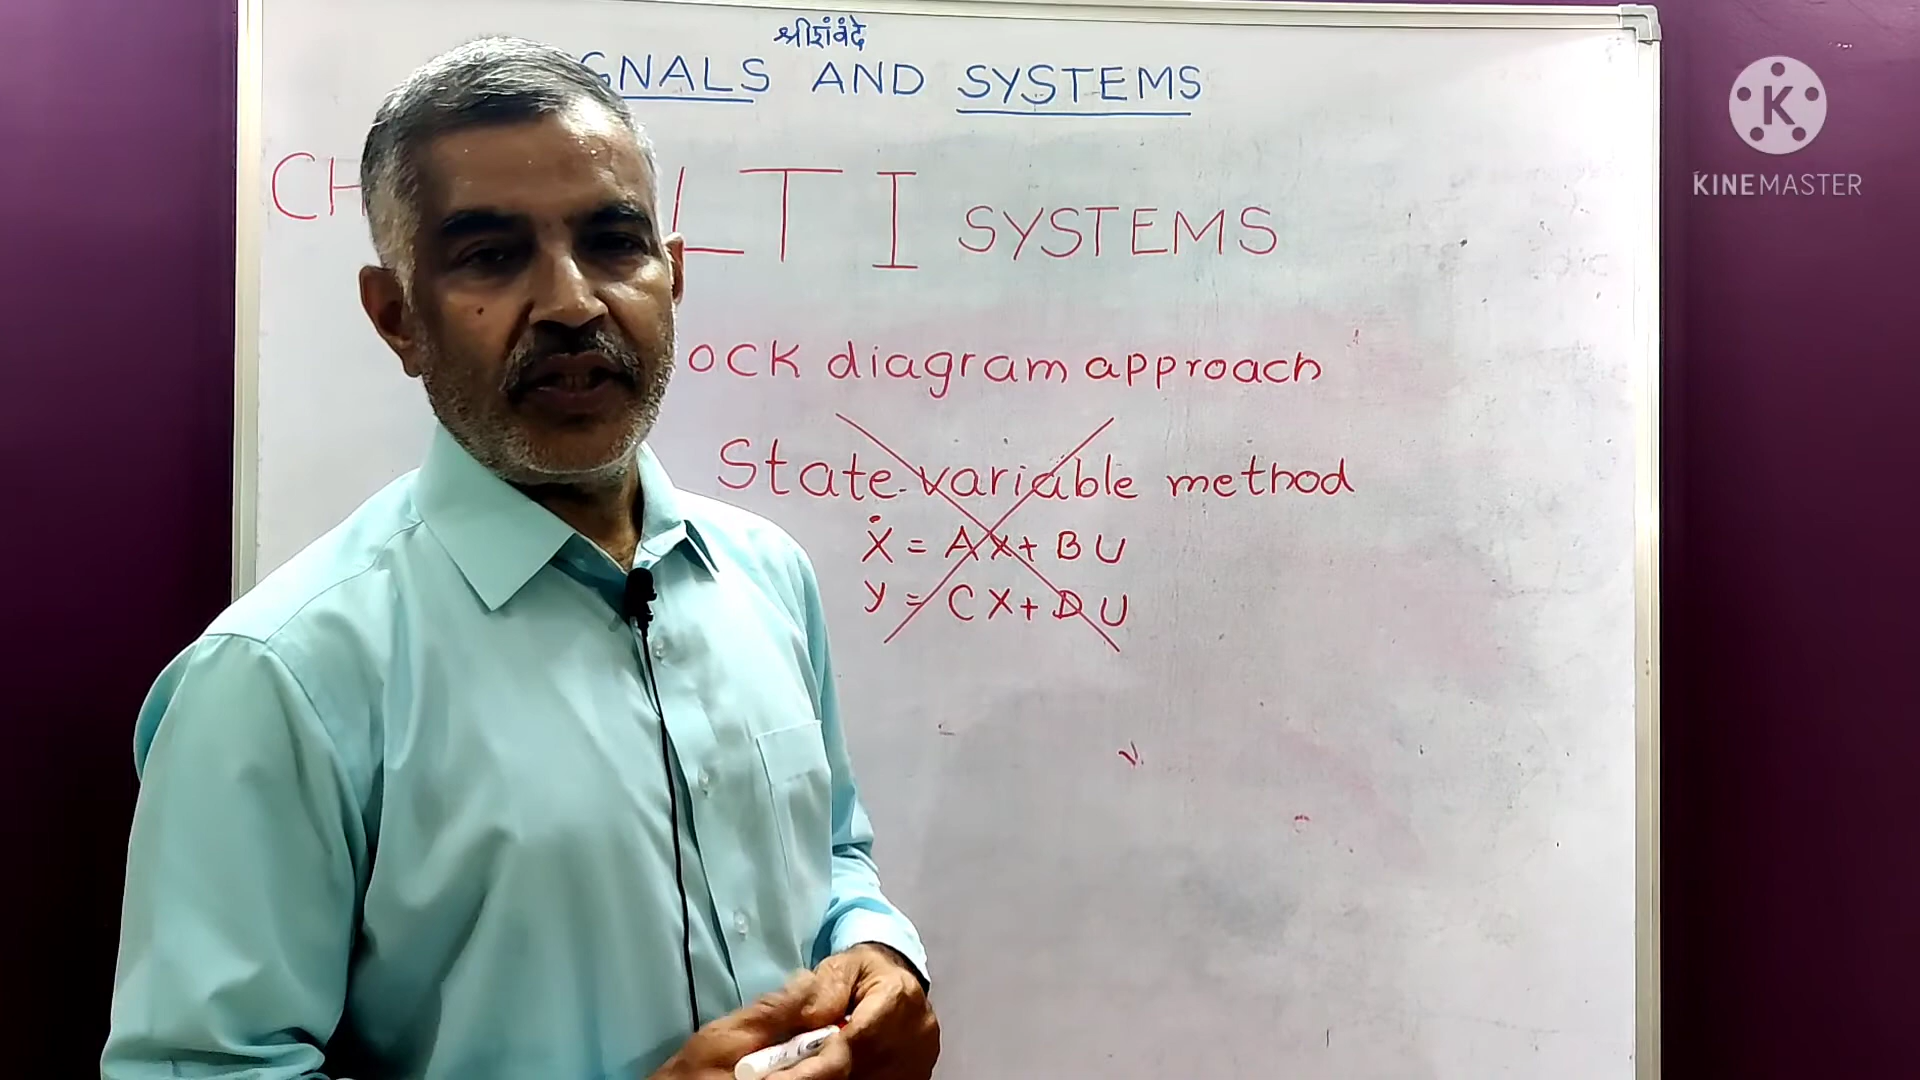 श्रीशंवंदे
GNALS AND SYSTEMS
CH LTI SYSTEMS
OCK diagram approach
State variable method
Ẋ = AX + BU
Y = CX + DU
K
KINEMASTER